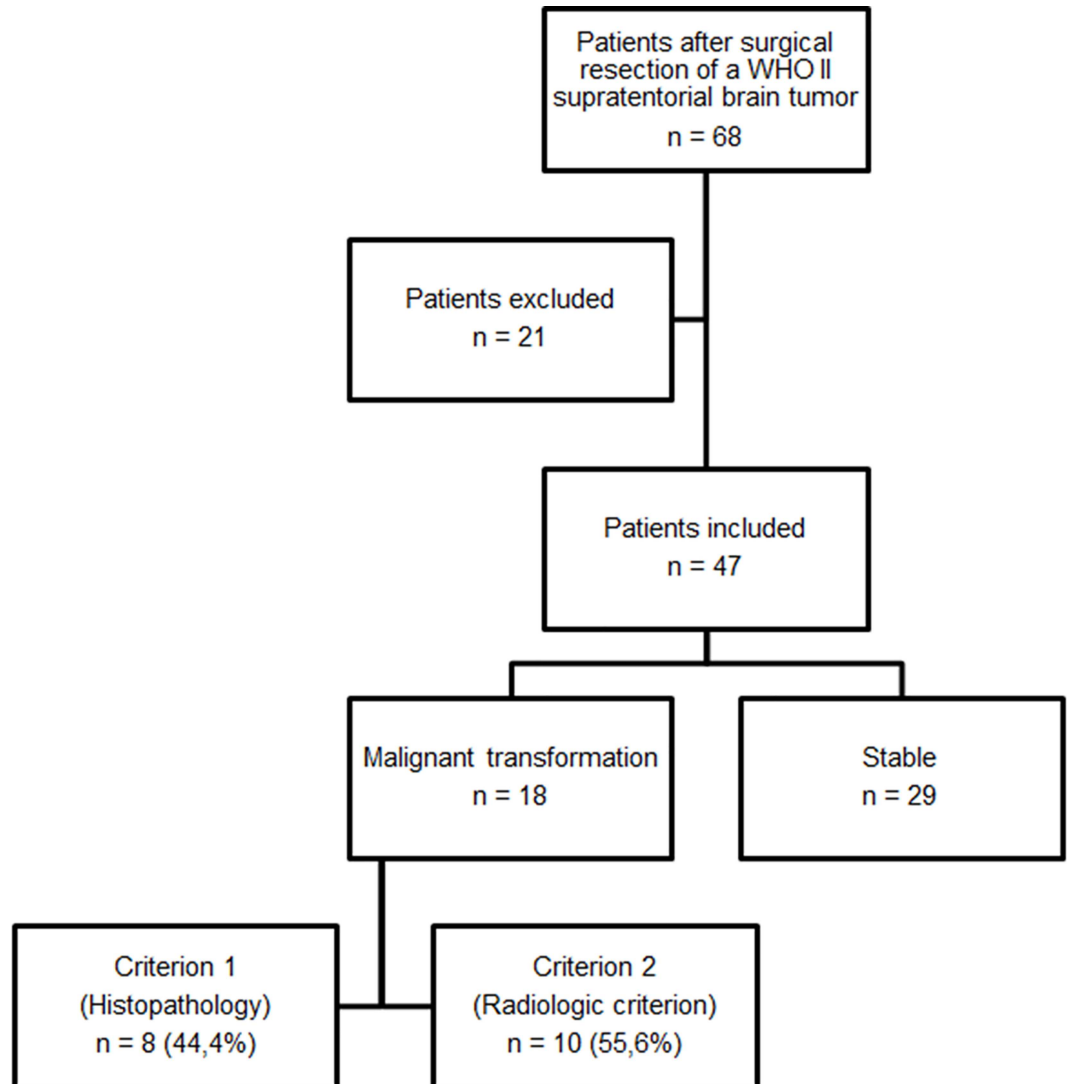 Patients after surgical
resection of a WHO II
supratentorial brain tumor
n = 68
Patients excluded
n = 21
Patients included
n = 47
Malignant transformation
n = 18
Stable
n = 29
Criterion 1
(Histopathology)
n = 8 (44,4%)
Criterion 2
(Radiologic criterion)
n = 10 (55,6%)